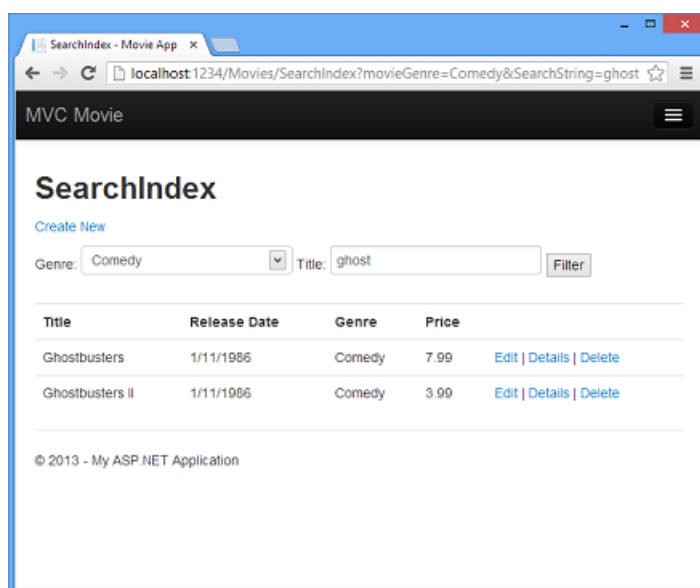 SearchIndex - Movie App
localhost:1234/Movies/SearchIndex?movieGenre=Comedy&SearchString=ghost
MVC Movie
SearchIndex
Create New
Genre: Comedy Title: ghost Filter
Title Release Date Genre Price
Ghostbusters 1/11/1986 Comedy 7.99 Edit | Details | Delete
Ghostbusters II 1/11/1986 Comedy 3.99 Edit | Details | Delete
© 2013 - My ASP.NET Application